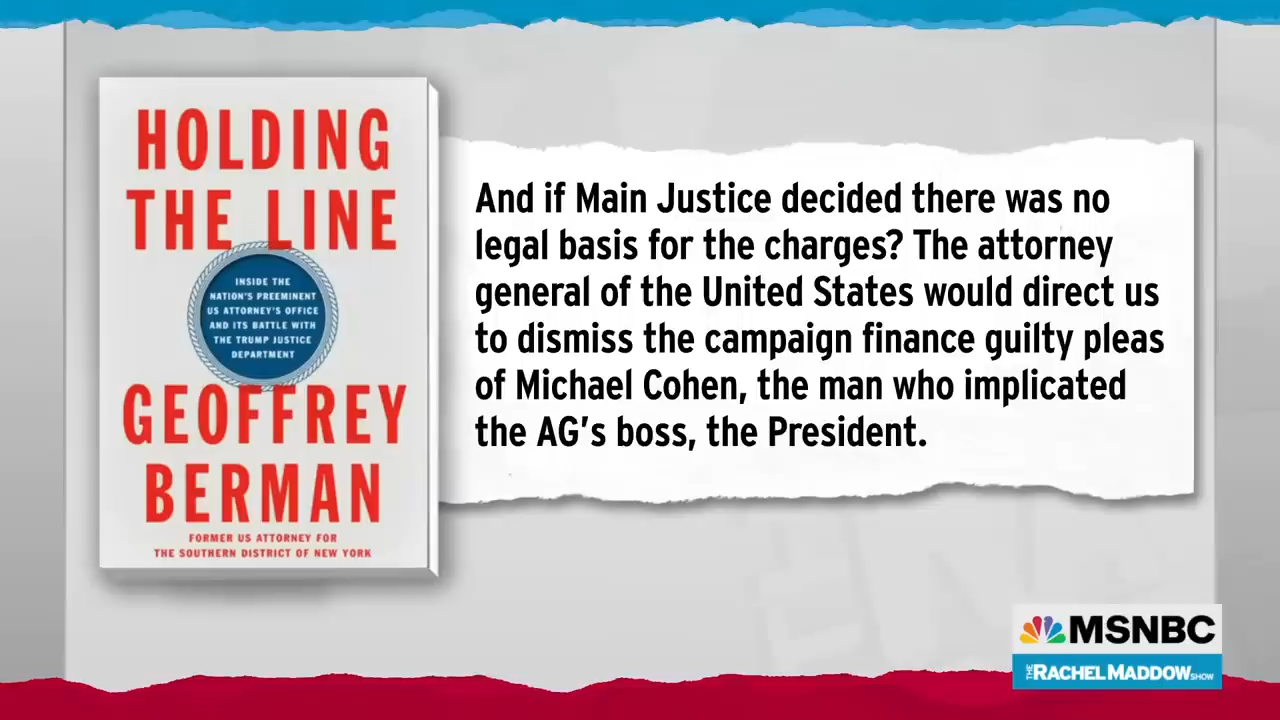 HOLDING
THE LINE
INSIDE THE
NATION'S PREEMINENT
US ATTORNEY'S OFFICE
AND ITS BATTLE WITH
THE TRUMP JUSTICE
DEPARTMENT
GEOFFREY
BERMAN
FORMER US ATTORNEY FOR
THE SOUTHERN DISTRICT OF NEW YORK
And if Main Justice decided there was no
legal basis for the charges? The attorney
general of the United States would direct us
to dismiss the campaign finance guilty pleas
of Michael Cohen, the man who implicated
the AG's boss, the President.
MSNBC
THE RACHEL MADDOW SHOW